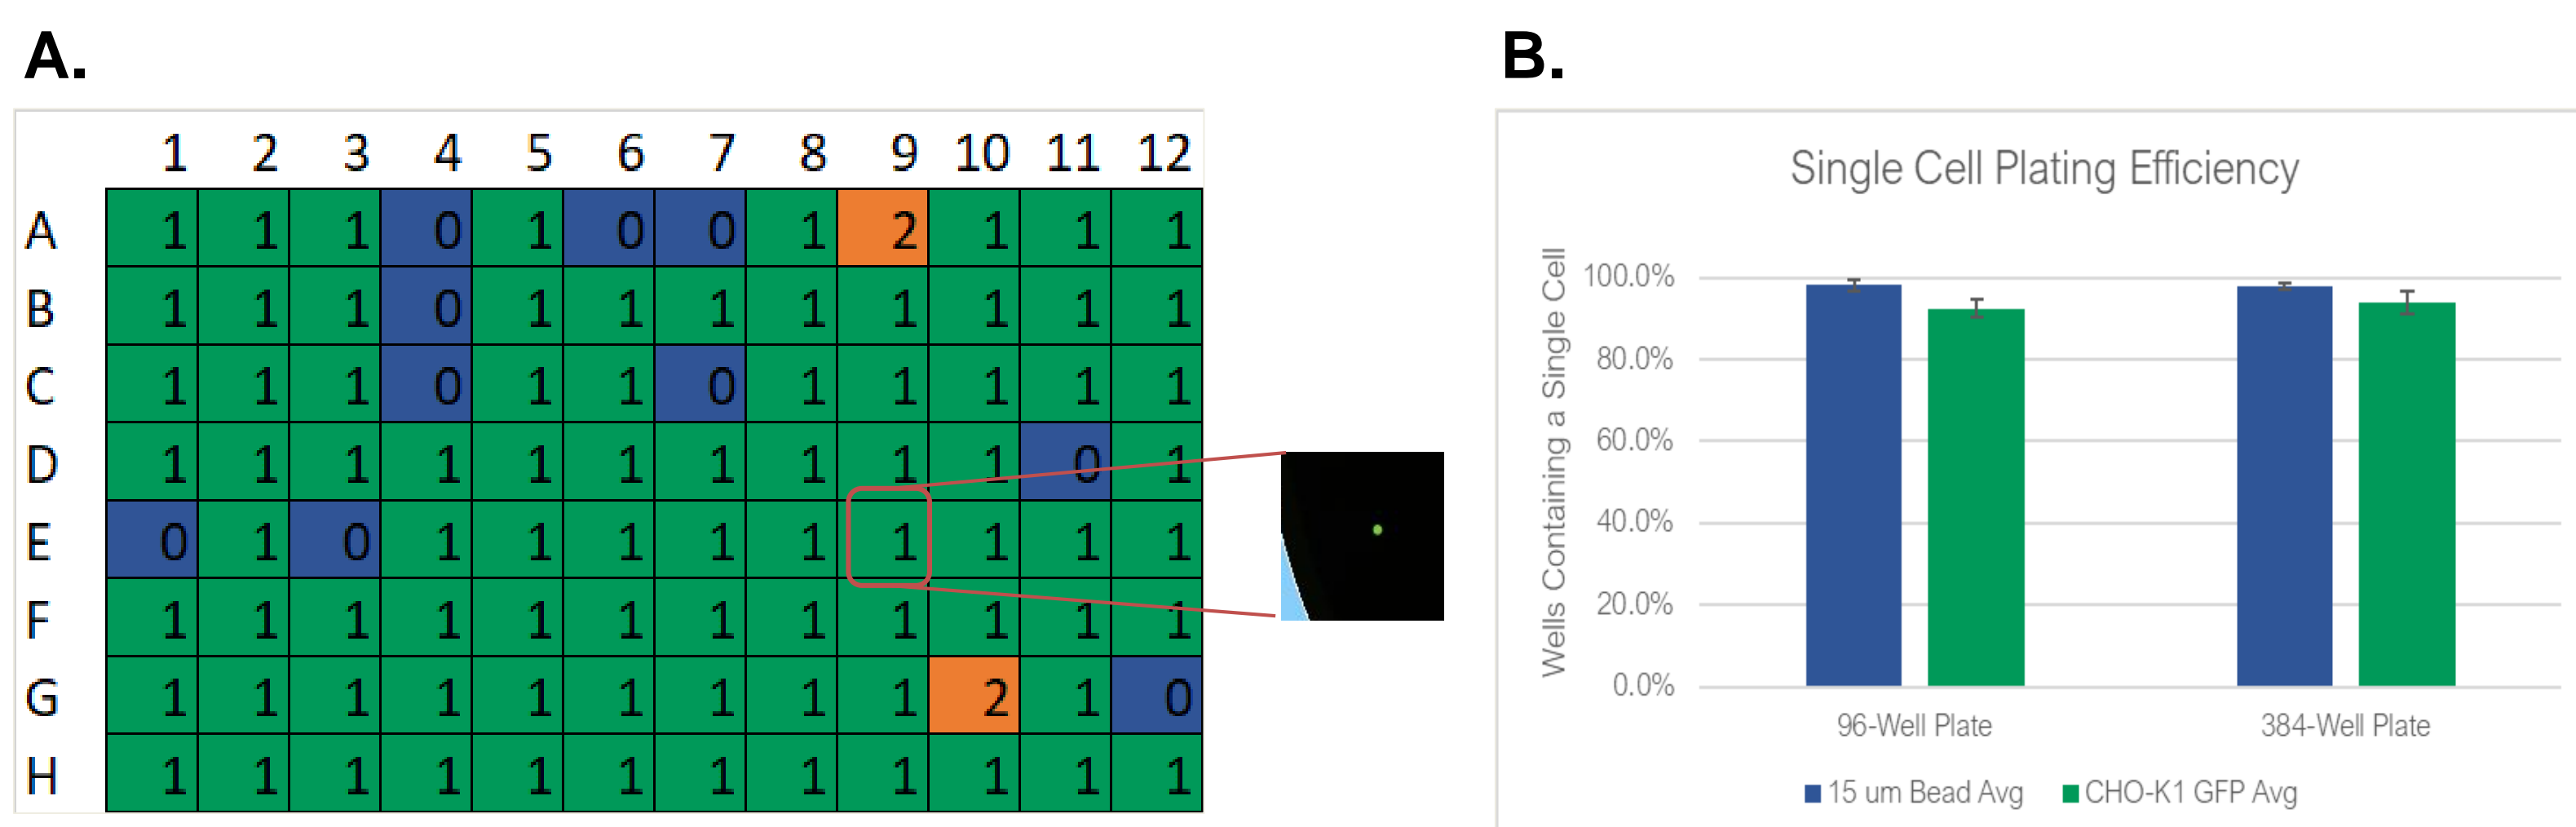 A.
1 2 3 4 5 6 7 8 9 10 11 12
A 1 1 1 0 1 0 0 1 2 1 1 1
B 1 1 1 0 1 1 1 1 1 1 1 1
C 1 1 1 0 1 1 0 1 1 1 1 1
D 1 1 1 1 1 1 1 1 1 1 0 1
E 0 1 0 1 1 1 1 1 1 1 1 1
F 1 1 1 1 1 1 1 1 1 1 1 1
G 1 1 1 1 1 1 1 1 1 2 1 0
H 1 1 1 1 1 1 1 1 1 1 1 1
B.
Single Cell Plating Efficiency
Wells Containing a Single Cell
100.0%
80.0%
60.0%
40.0%
20.0%
0.0%
96-Well Plate 384-Well Plate
15 um Bead Avg CHO-K1 GFP Avg